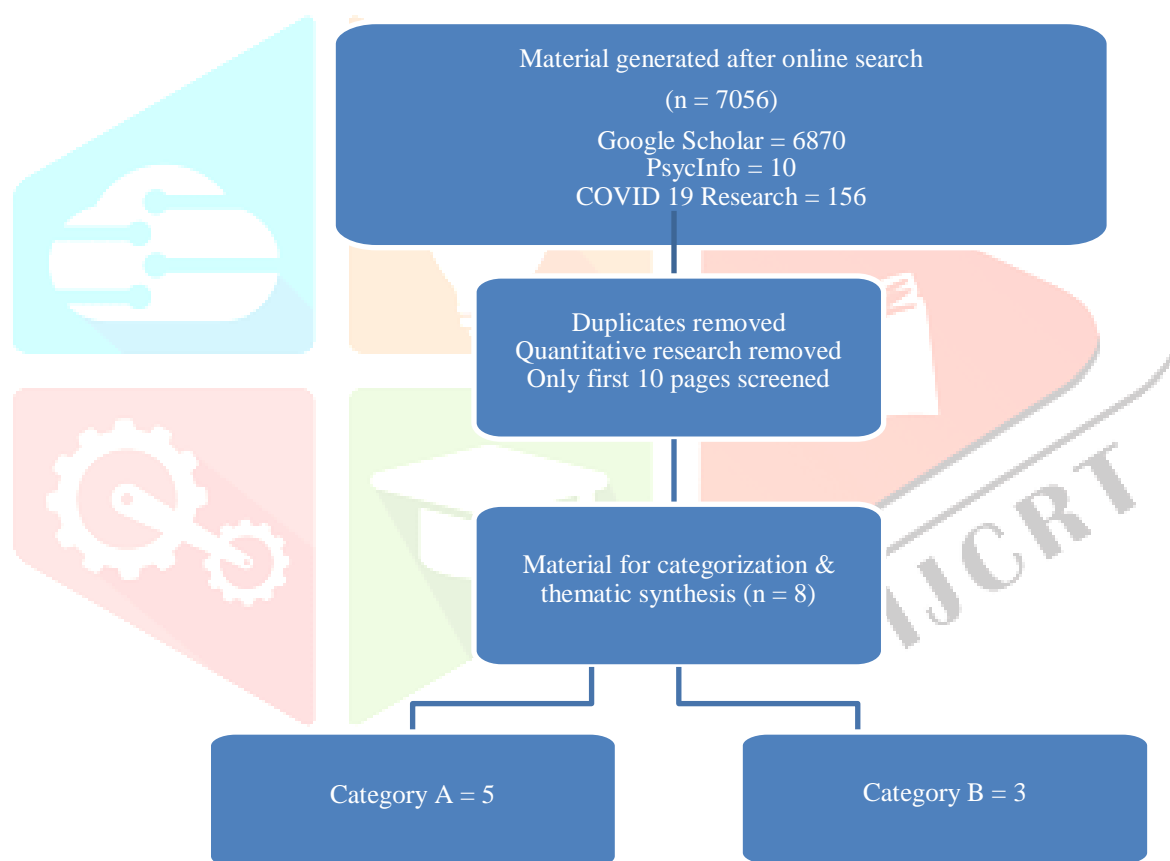 Material generated after online search
(n = 7056)
Google Scholar = 6870
PsycInfo = 10
COVID 19 Research = 156
Duplicates removed
Quantitative research removed
Only first 10 pages screened
Material for categorization &
thematic synthesis (n = 8)
IJCRT
Category A = 5
Category B = 3